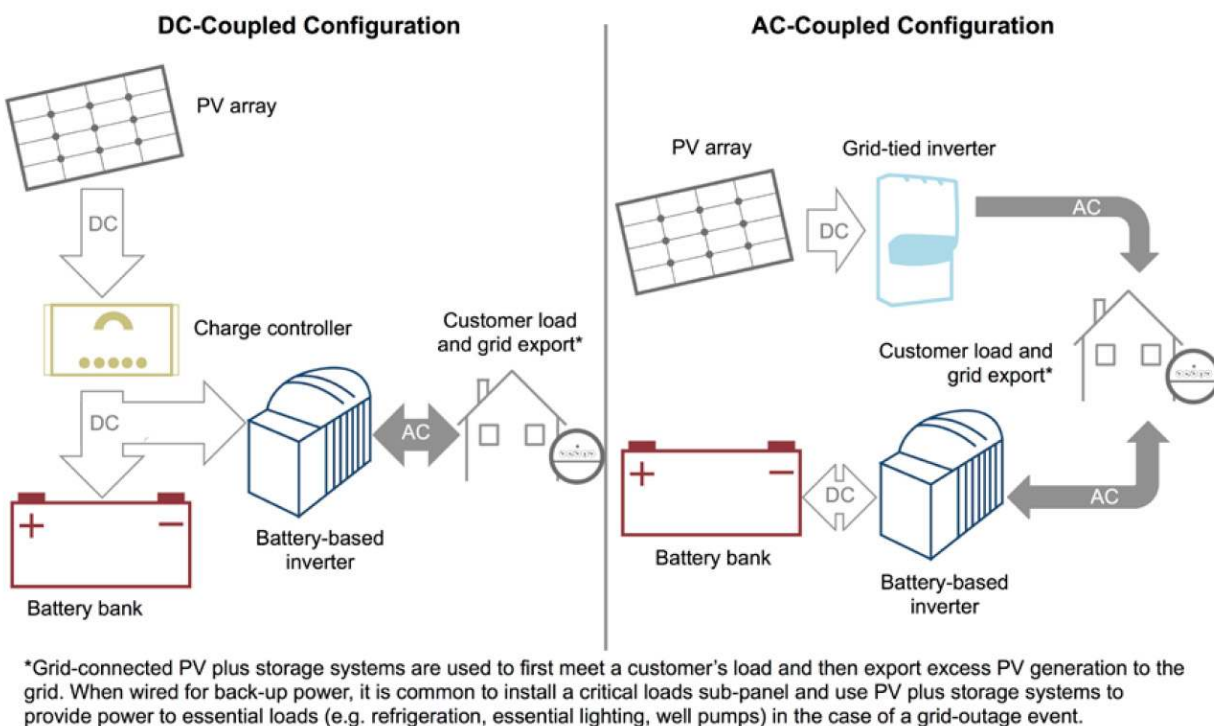 DC-Coupled Configuration
PV array
DC
Charge controller
DC
Customer load
and grid export*
AC
Battery-based
inverter
+ −
Battery bank
AC-Coupled Configuration
PV array
Grid-tied inverter
DC
AC
Customer load and
grid export*
+ −
DC
AC
Battery bank
Battery-based
inverter
*Grid-connected PV plus storage systems are used to first meet a customer’s load and then export excess PV generation to the
grid. When wired for back-up power, it is common to install a critical loads sub-panel and use PV plus storage systems to
provide power to essential loads (e.g. refrigeration, essential lighting, well pumps) in the case of a grid-outage event.